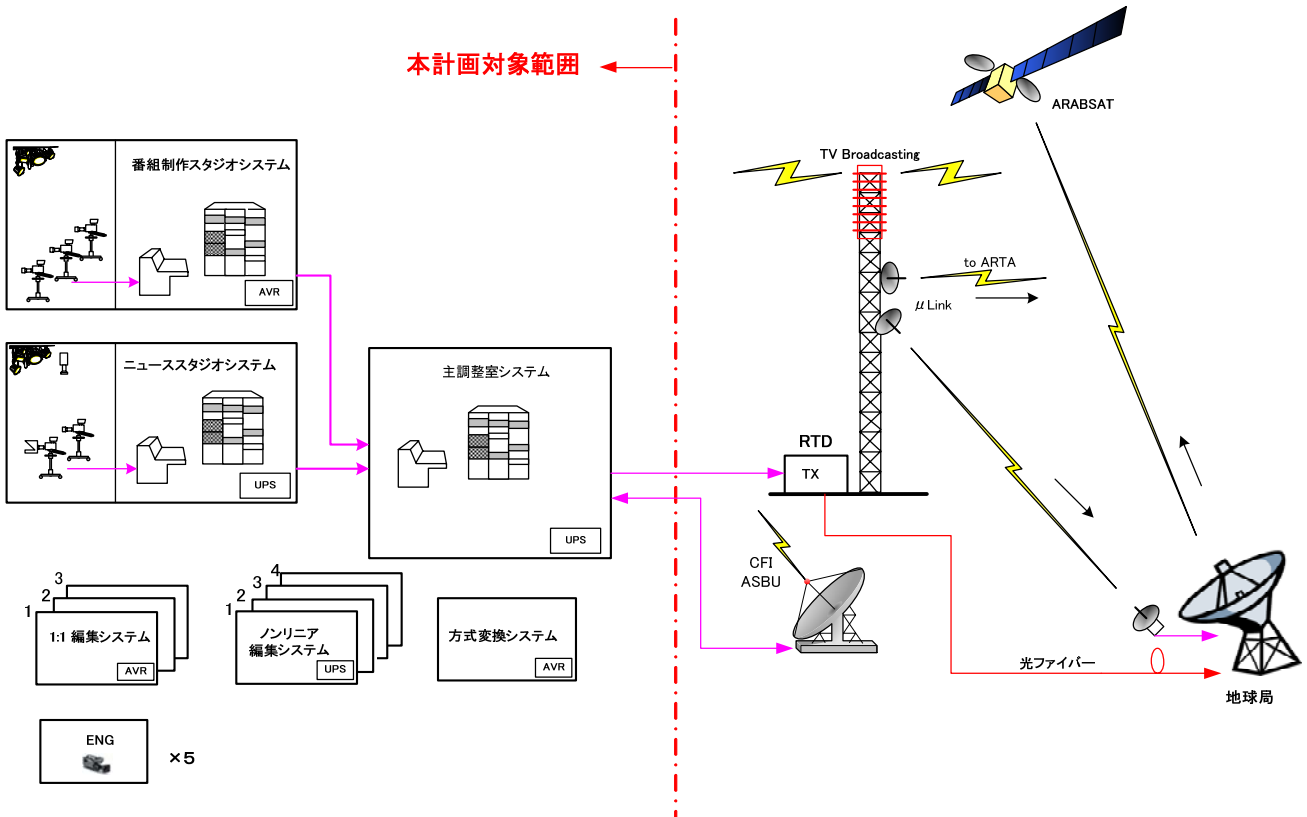 本計画対象範囲
ARABSAT
TV Broadcasting
番組制作スタジオシステム
AVR
to ARTA
μLink
ニューススタジオシステム
UPS
主調整室システム
UPS
RTD
TX
CFI
ASBU
1
2
3
1:1 編集システム
AVR
1
2
3
4
ノンリニア
編集システム
UPS
方式変換システム
AVR
光ファイバー
地球局
ENG
×5